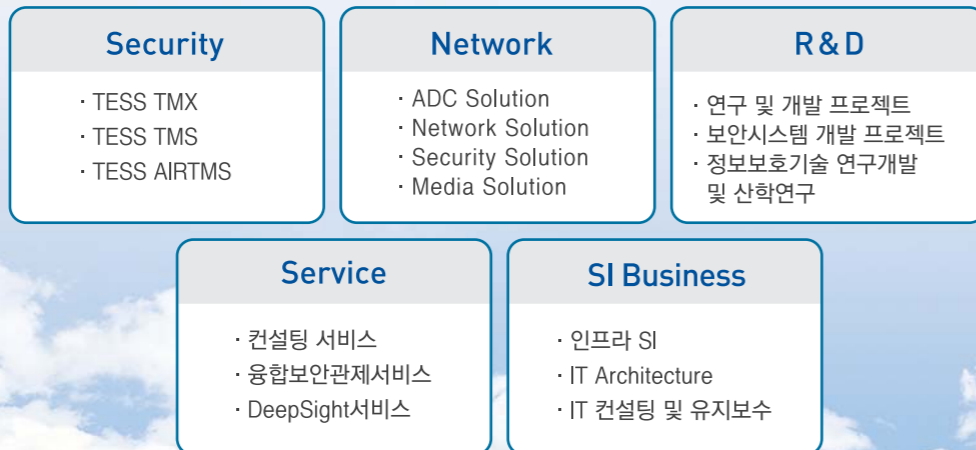 Security
· TESS TMX
· TESS TMS
· TESS AIRTMS
Network
· ADC Solution
· Network Solution
· Security Solution
· Media Solution
R&D
· 연구 및 개발 프로젝트
· 보안시스템 개발 프로젝트
· 정보보호기술 연구개발
및 산학연구
Service
· 컨설팅 서비스
· 융합보안관제서비스
· DeepSight서비스
SI Business
· 인프라 SI
· IT Architecture
· IT 컨설팅 및 유지보수